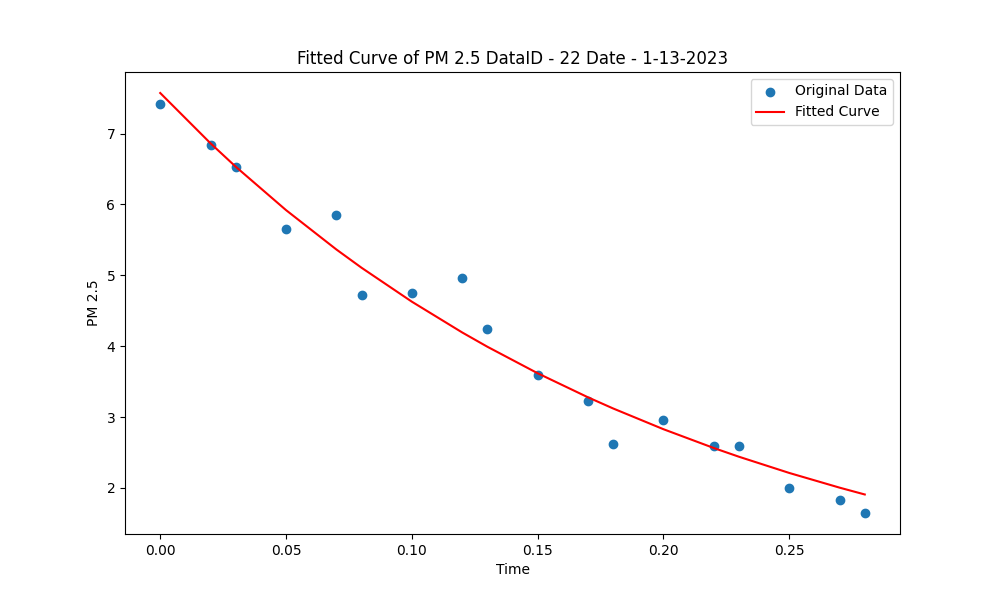 Fitted Curve of PM 2.5 DataID - 22 Date - 1-13-2023
Original Data
Fitted Curve
7
6
5
4
3
2
PM 2.5
0.00 0.05 0.10 0.15 0.20 0.25
Time